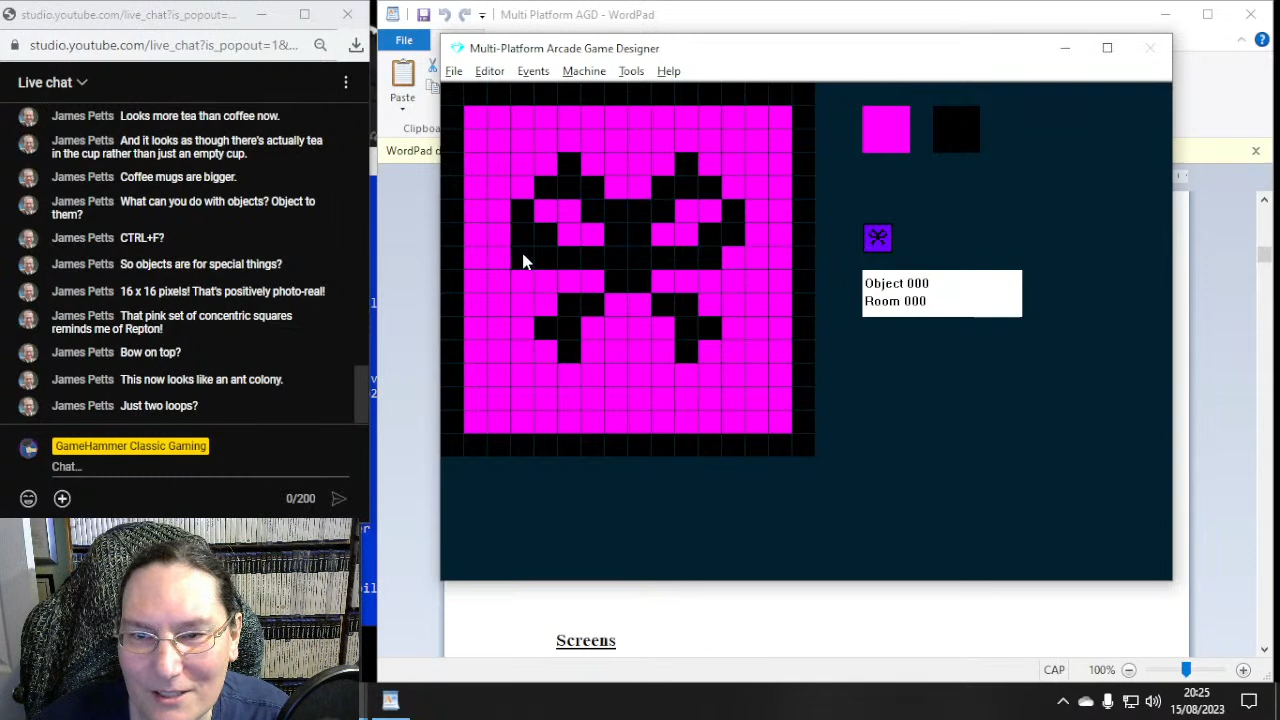 studio.youtube.com/live_chat?is_popout=...
studio.youtube.com/live_chat?is_popout=1&...
Live chat
James Petts Looks more tea than coffee now.
James Petts And it looks as though there's actually tea
in the cup rather than just an empty cup.
James Petts Coffee mugs are bigger.
James Petts What can you do with objects? Object to
them?
James Petts CTRL+F?
James Petts So objects are for special things?
James Petts 16 x 16 pixels! That's positively photo-real!
James Petts That pink set of concentric squares
reminds me of Repton!
James Petts Bow on top?
James Petts This now looks like an ant colony.
James Petts Just two loops?
GameHammer Classic Gaming
Chat...
0/200
Multi Platform AGD - WordPad
File
Paste
Clipboa
WordPad d
Multi-Platform Arcade Game Designer
File Editor Events Machine Tools Help
Object 000
Room 000
Screens
CAP 100%
20:25
15/08/2023